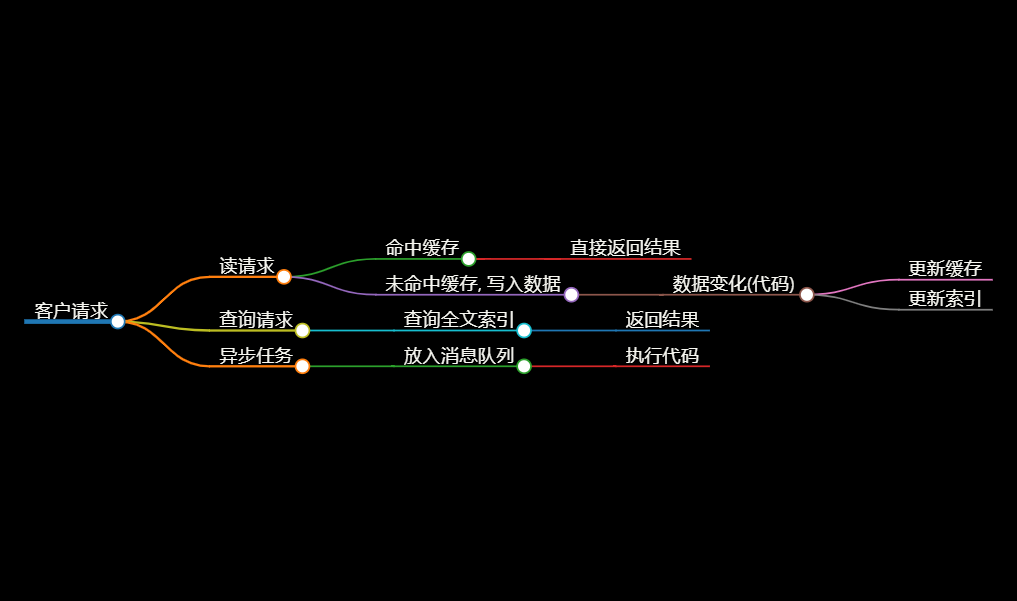 客户请求
读请求
命中缓存
直接返回结果
未命中缓存, 写入数据
数据变化(代码)
更新缓存
更新索引
查询请求
查询全文索引
返回结果
异步任务
放入消息队列
执行代码